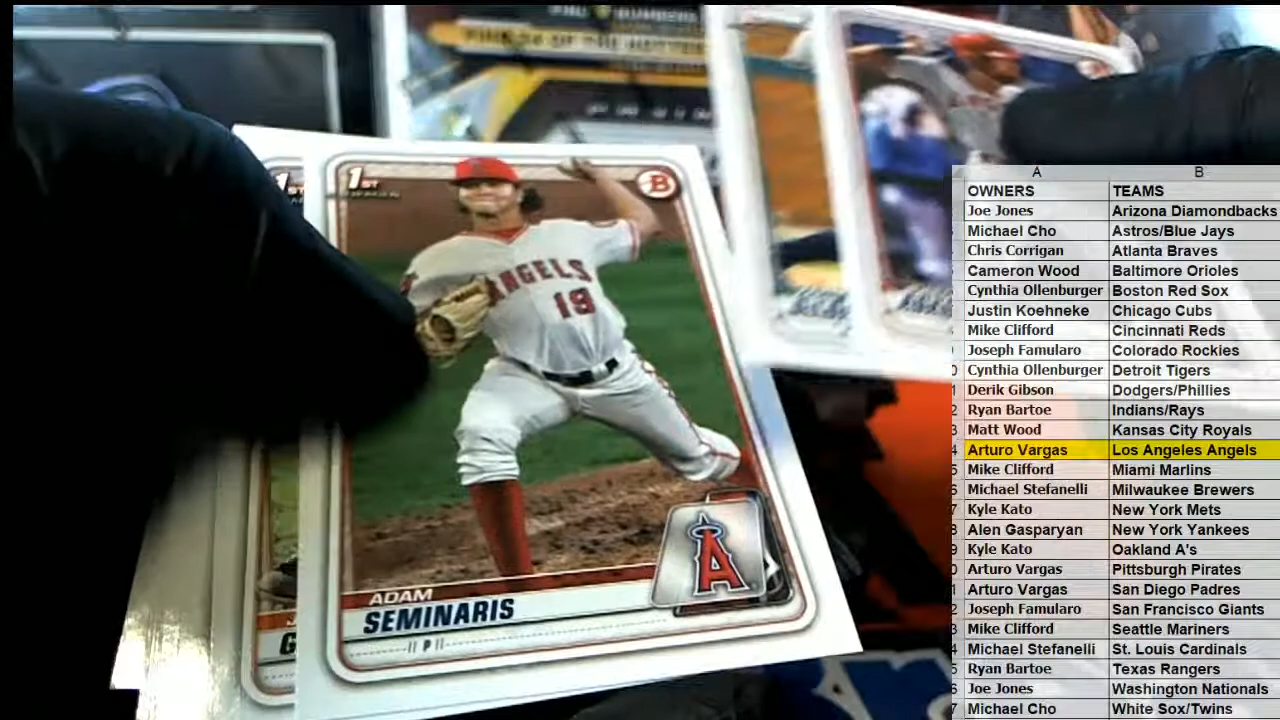 1ST
B
ANGELS
19
A
ADAM
SEMINARIS
P
A B
OWNERS TEAMS
Joe Jones Arizona Diamondbacks
Michael Cho Astros/Blue Jays
Chris Corrigan Atlanta Braves
Cameron Wood Baltimore Orioles
Cynthia Ollenburger Boston Red Sox
Justin Koehneke Chicago Cubs
Mike Clifford Cincinnati Reds
Joseph Famularo Colorado Rockies
Cynthia Ollenburger Detroit Tigers
Derik Gibson Dodgers/Phillies
Ryan Bartoe Indians/Rays
Matt Wood Kansas City Royals
Arturo Vargas Los Angeles Angels
Mike Clifford Miami Marlins
Michael Stefanelli Milwaukee Brewers
Kyle Kato New York Mets
Alen Gasparyan New York Yankees
Kyle Kato Oakland A's
Arturo Vargas Pittsburgh Pirates
Arturo Vargas San Diego Padres
Joseph Famularo San Francisco Giants
Mike Clifford Seattle Mariners
Michael Stefanelli St. Louis Cardinals
Ryan Bartoe Texas Rangers
Joe Jones Washington Nationals
Michael Cho White Sox/Twins